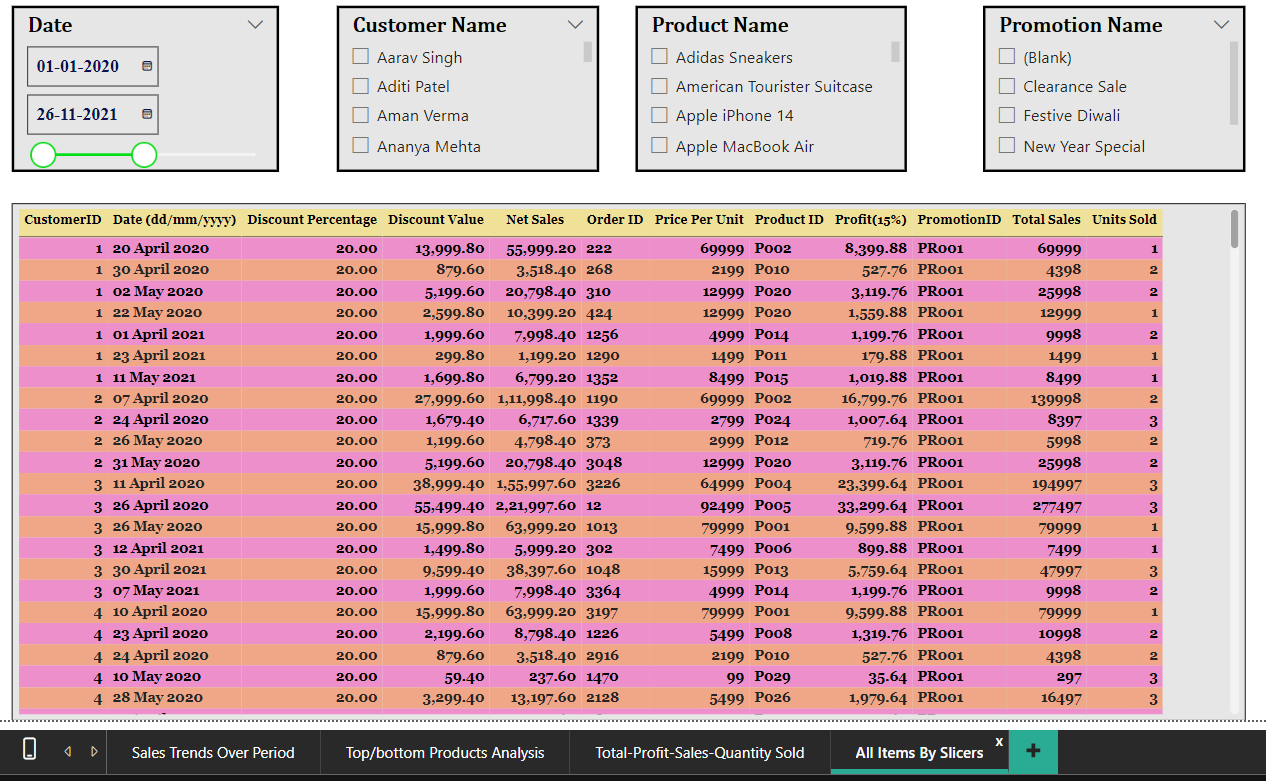 Date
01-01-2020
26-11-2021
Customer Name
Aarav Singh
Aditi Patel
Aman Verma
Ananya Mehta
Product Name
Adidas Sneakers
American Tourister Suitcase
Apple iPhone 14
Apple MacBook Air
Promotion Name
(Blank)
Clearance Sale
Festive Diwali
New Year Special
CustomerID Date (dd/mm/yyyy) Discount Percentage Discount Value Net Sales Order ID Price Per Unit Product ID Profit(15%) PromotionID Total Sales Units Sold
1 20 April 2020 20.00 13,999.80 55,999.20 222 69999 P002 8,399.88 PR001 69999 1
1 30 April 2020 20.00 879.60 3,518.40 268 2199 P010 527.76 PR001 4398 2
1 02 May 2020 20.00 5,199.60 20,798.40 310 12999 P020 3,119.76 PR001 25998 2
1 22 May 2020 20.00 2,599.80 10,399.20 424 12999 P020 1,559.88 PR001 12999 1
1 01 April 2021 20.00 1,999.60 7,998.40 1256 4999 P014 1,199.76 PR001 9998 2
1 23 April 2021 20.00 299.80 1,199.20 1290 1499 P011 179.88 PR001 1499 1
1 11 May 2021 20.00 1,699.80 6,799.20 1352 8499 P015 1,019.88 PR001 8499 1
2 07 April 2020 20.00 27,999.60 1,11,998.40 1190 69999 P002 16,799.76 PR001 139998 2
2 24 April 2020 20.00 1,679.40 6,717.60 1339 2799 P024 1,007.64 PR001 8397 3
2 26 May 2020 20.00 1,199.60 4,798.40 373 2999 P012 719.76 PR001 5998 2
2 31 May 2020 20.00 5,199.60 20,798.40 3048 12999 P020 3,119.76 PR001 25998 2
3 11 April 2020 20.00 38,999.40 1,55,997.60 3226 64999 P004 23,399.64 PR001 194997 3
3 26 April 2020 20.00 55,499.40 2,21,997.60 12 92499 P005 33,299.64 PR001 277497 3
3 26 May 2020 20.00 15,999.80 63,999.20 1013 79999 P001 9,599.88 PR001 79999 1
3 12 April 2021 20.00 1,499.80 5,999.20 302 7499 P006 899.88 PR001 7499 1
3 30 April 2021 20.00 9,599.40 38,397.60 1048 15999 P013 5,759.64 PR001 47997 3
3 07 May 2021 20.00 1,999.60 7,998.40 3364 4999 P014 1,199.76 PR001 9998 2
4 10 April 2020 20.00 15,999.80 63,999.20 3197 79999 P001 9,599.88 PR001 79999 1
4 23 April 2020 20.00 2,199.60 8,798.40 1226 5499 P008 1,319.76 PR001 10998 2
4 24 April 2020 20.00 879.60 3,518.40 2916 2199 P010 527.76 PR001 4398 2
4 10 May 2020 20.00 59.40 237.60 1470 99 P029 35.64 PR001 297 3
4 28 May 2020 20.00 3,299.40 13,197.60 2128 5499 P026 1,979.64 PR001 16497 3
Sales Trends Over Period Top/bottom Products Analysis Total-Profit-Sales-Quantity Sold All Items By Slicers x +